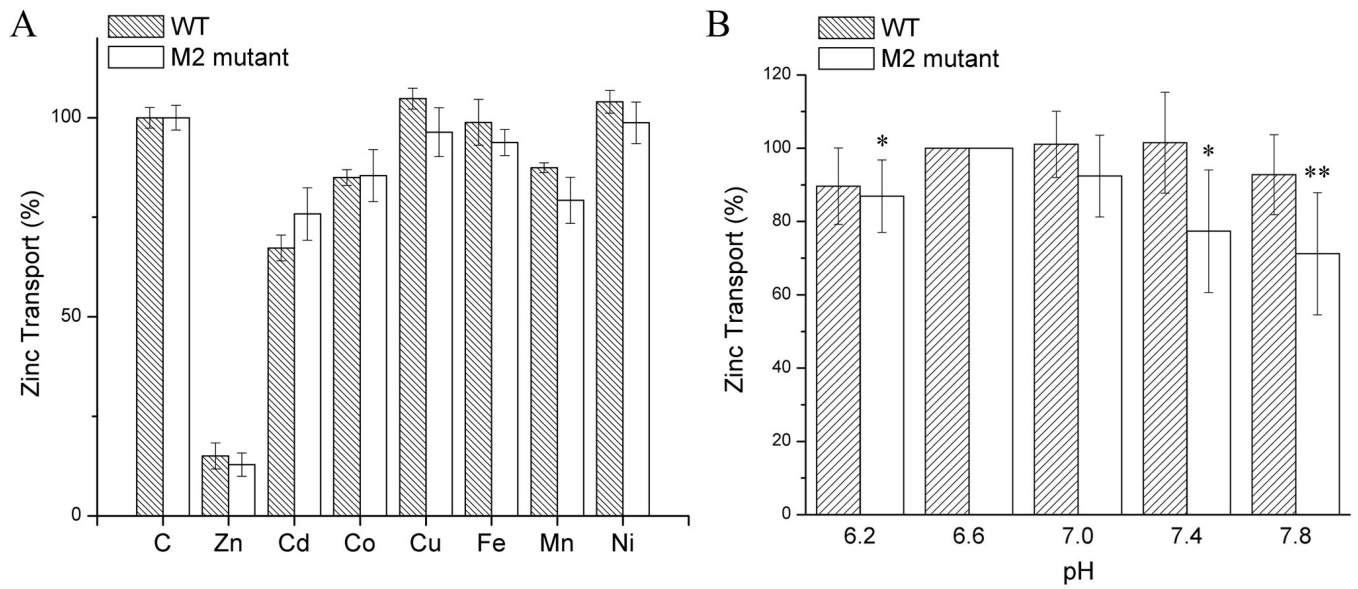 A
WT
M2 mutant
Zinc Transport (%)
100
50
0
C Zn Cd Co Cu Fe Mn Ni
B
WT
M2 mutant
Zinc Transport (%)
120
100
80
60
40
20
0
* * **
6.2 6.6 7.0 7.4 7.8
pH